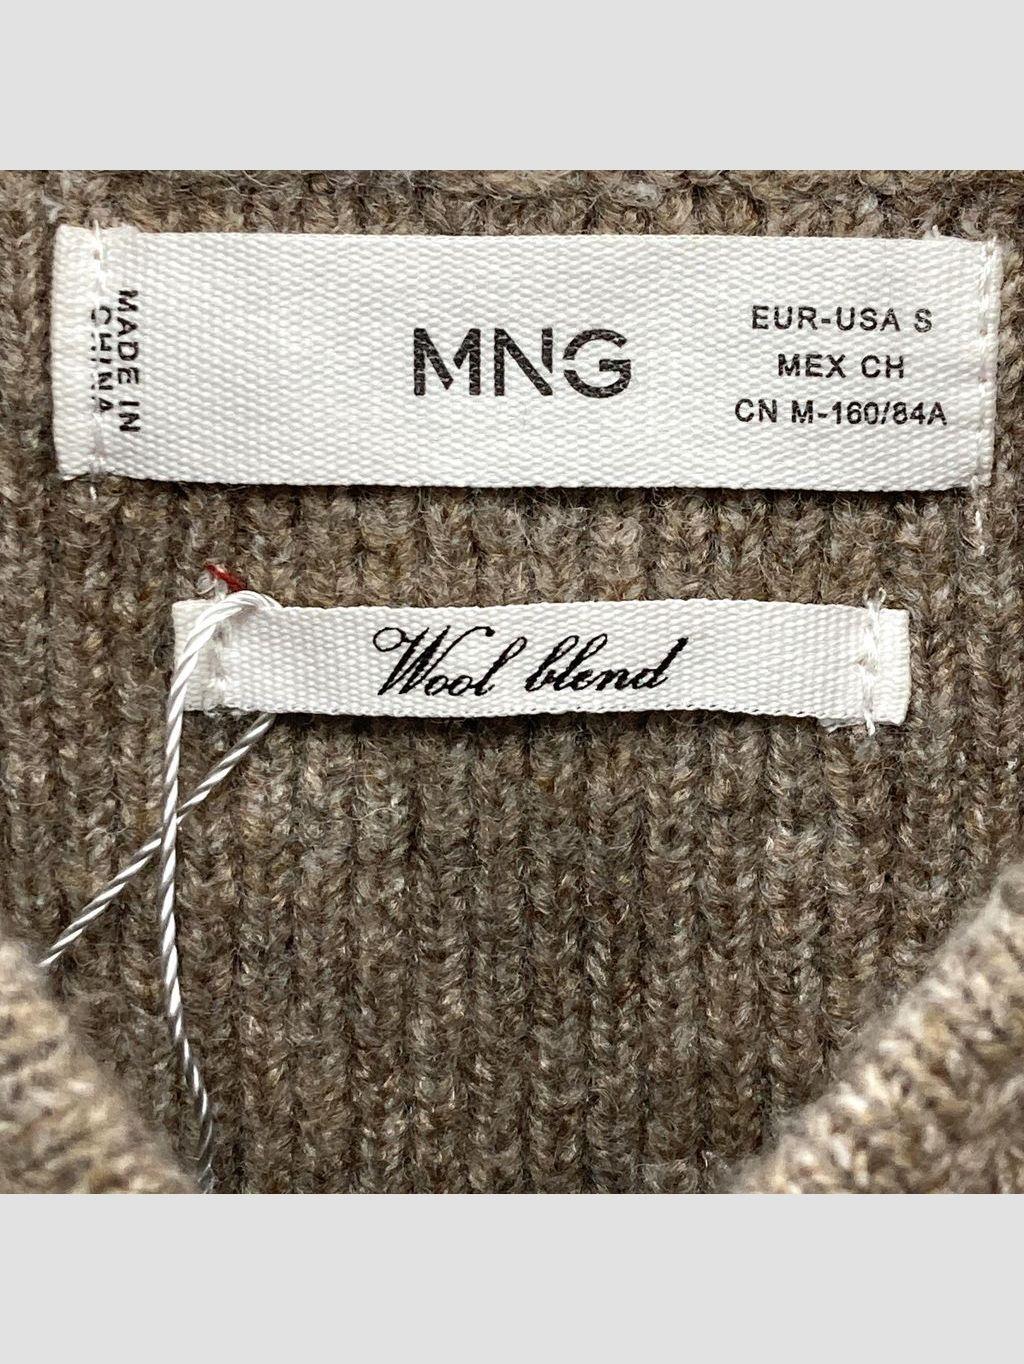 MADE IN
CHINA
MNG
EUR-USA S
MEX CH
CN M-160/84A
Wool blend